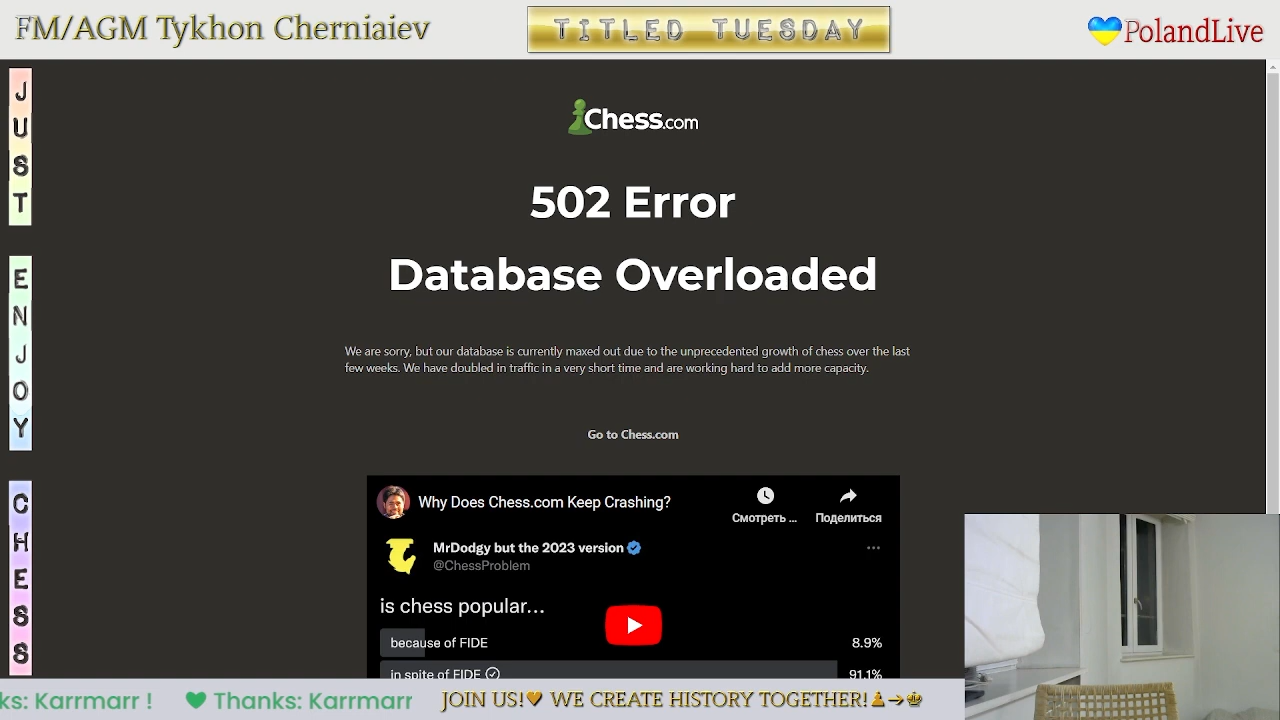 FM/AGM Tykhon Cherniaiev
TITLED TUESDAY
PolandLive
JUST
ENJOY
CHESS
Chess.com
502 Error
Database Overloaded
We are sorry, but our database is currently maxed out due to the unprecedented growth of chess over the last
few weeks. We have doubled in traffic in a very short time and are working hard to add more capacity.
Go to Chess.com
Why Does Chess.com Keep Crashing?
Смотреть ...
Поделиться
MrDodgy but the 2023 version
@ChessProblem
is chess popular...
because of FIDE 8.9%
in spite of FIDE 91.1%
ks: Karrmarr ! Thanks: Karrmarr
JOIN US! WE CREATE HISTORY TOGETHER!